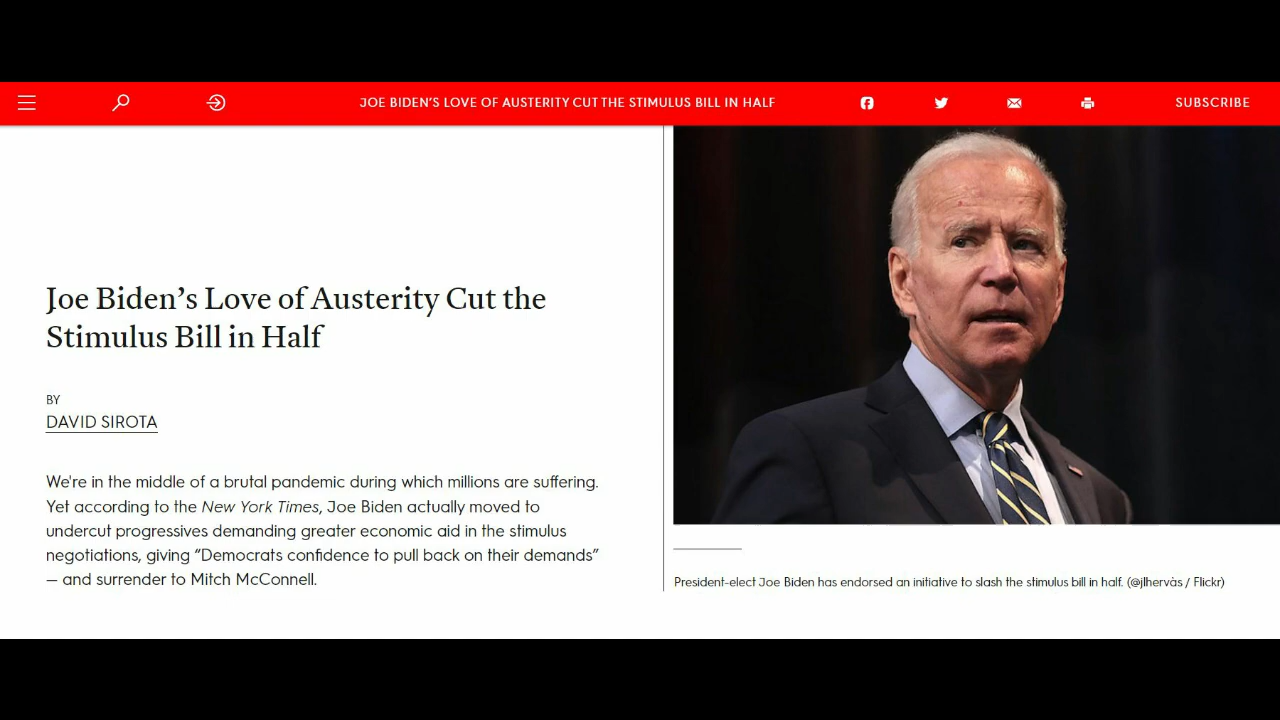 JOE BIDEN’S LOVE OF AUSTERITY CUT THE STIMULUS BILL IN HALF
SUBSCRIBE
Joe Biden’s Love of Austerity Cut the
Stimulus Bill in Half
BY
DAVID SIROTA
We're in the middle of a brutal pandemic during which millions are suffering.
Yet according to the New York Times, Joe Biden actually moved to
undercut progressives demanding greater economic aid in the stimulus
negotiations, giving “Democrats confidence to pull back on their demands”
— and surrender to Mitch McConnell.
President-elect Joe Biden has endorsed an initiative to slash the stimulus bill in half. (@jlhervàs / Flickr)